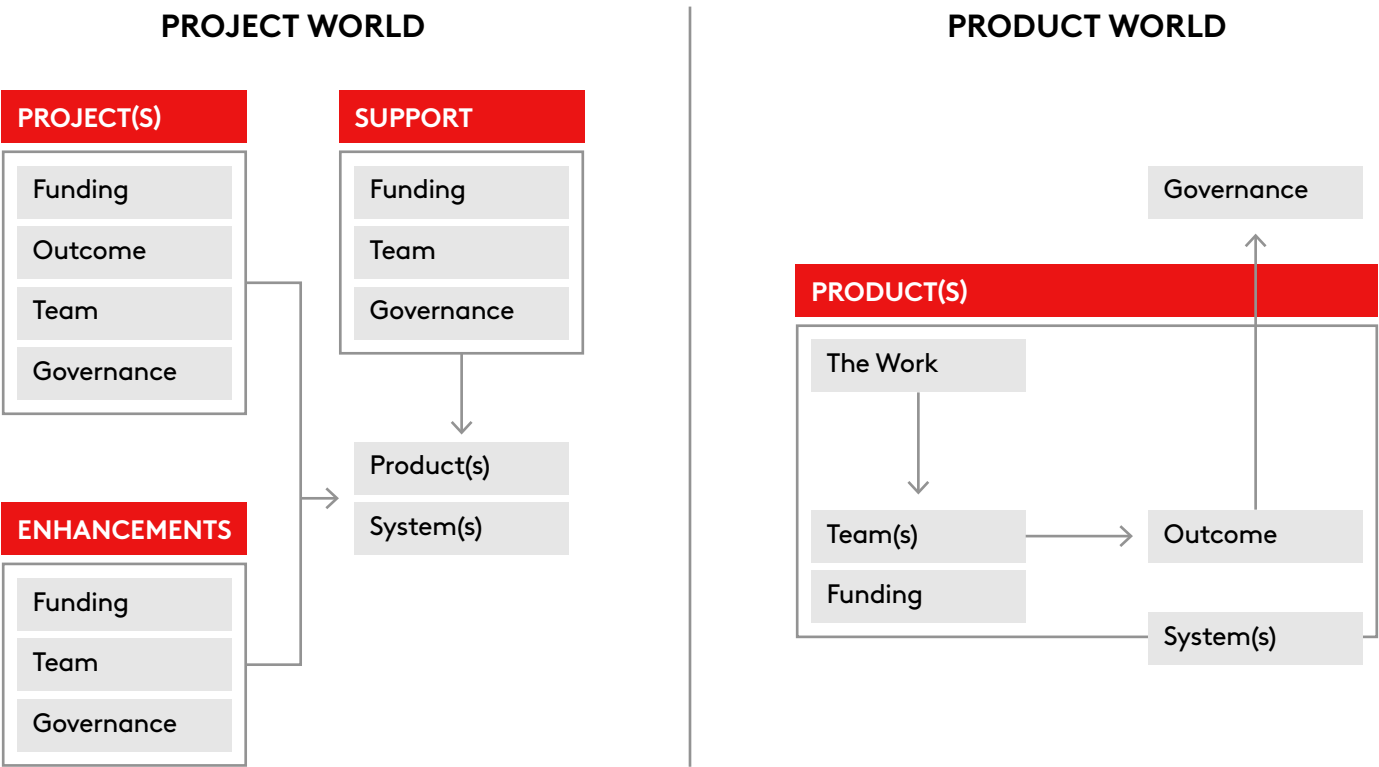 PROJECT WORLD
PROJECT(S)
Funding
Outcome
Team
Governance
SUPPORT
Funding
Team
Governance
Product(s)
System(s)
ENHANCEMENTS
Funding
Team
Governance
PRODUCT WORLD
Governance
PRODUCT(S)
The Work
Team(s)
Funding
Outcome
System(s)